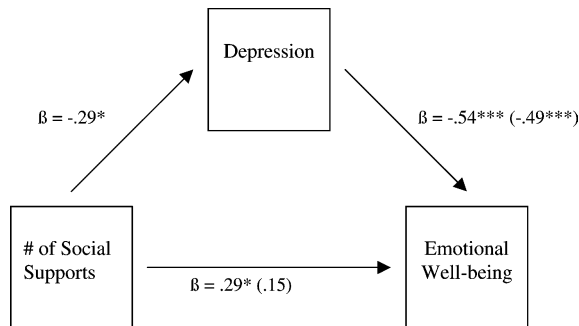 Depression
ß = -.29*
ß = -.54*** (-.49***)
# of Social
Supports
Emotional
Well-being
ß = .29* (.15)